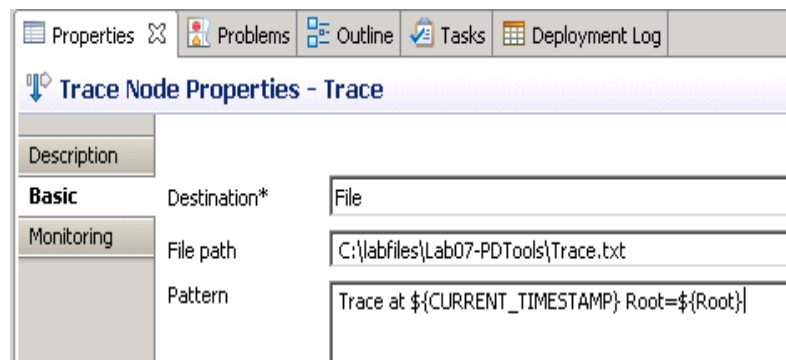 Properties Problems Outline Tasks Deployment Log
Trace Node Properties - Trace
Description
Basic Destination* File
Monitoring File path C:\labfiles\Lab07-PDTools\Trace.txt
Pattern Trace at ${CURRENT_TIMESTAMP} Root=${Root}